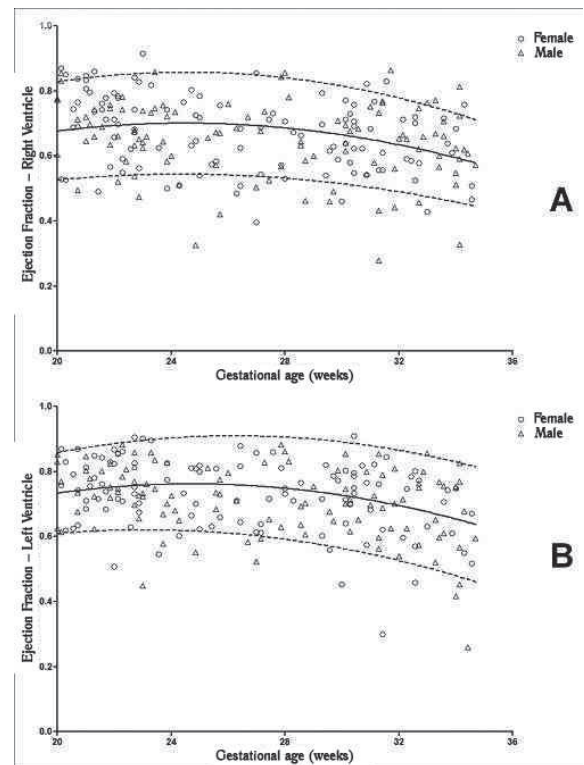 Female
Male
Ejection Fraction – Right Ventricle
1.0
0.8
0.6
0.4
0.2
0.0
20
24
28
32
36
Gestational age (weeks)
A
Female
Male
Ejection Fraction – Left Ventricle
1.0
0.8
0.6
0.4
0.2
0.0
20
24
28
32
36
Gestational age (weeks)
B